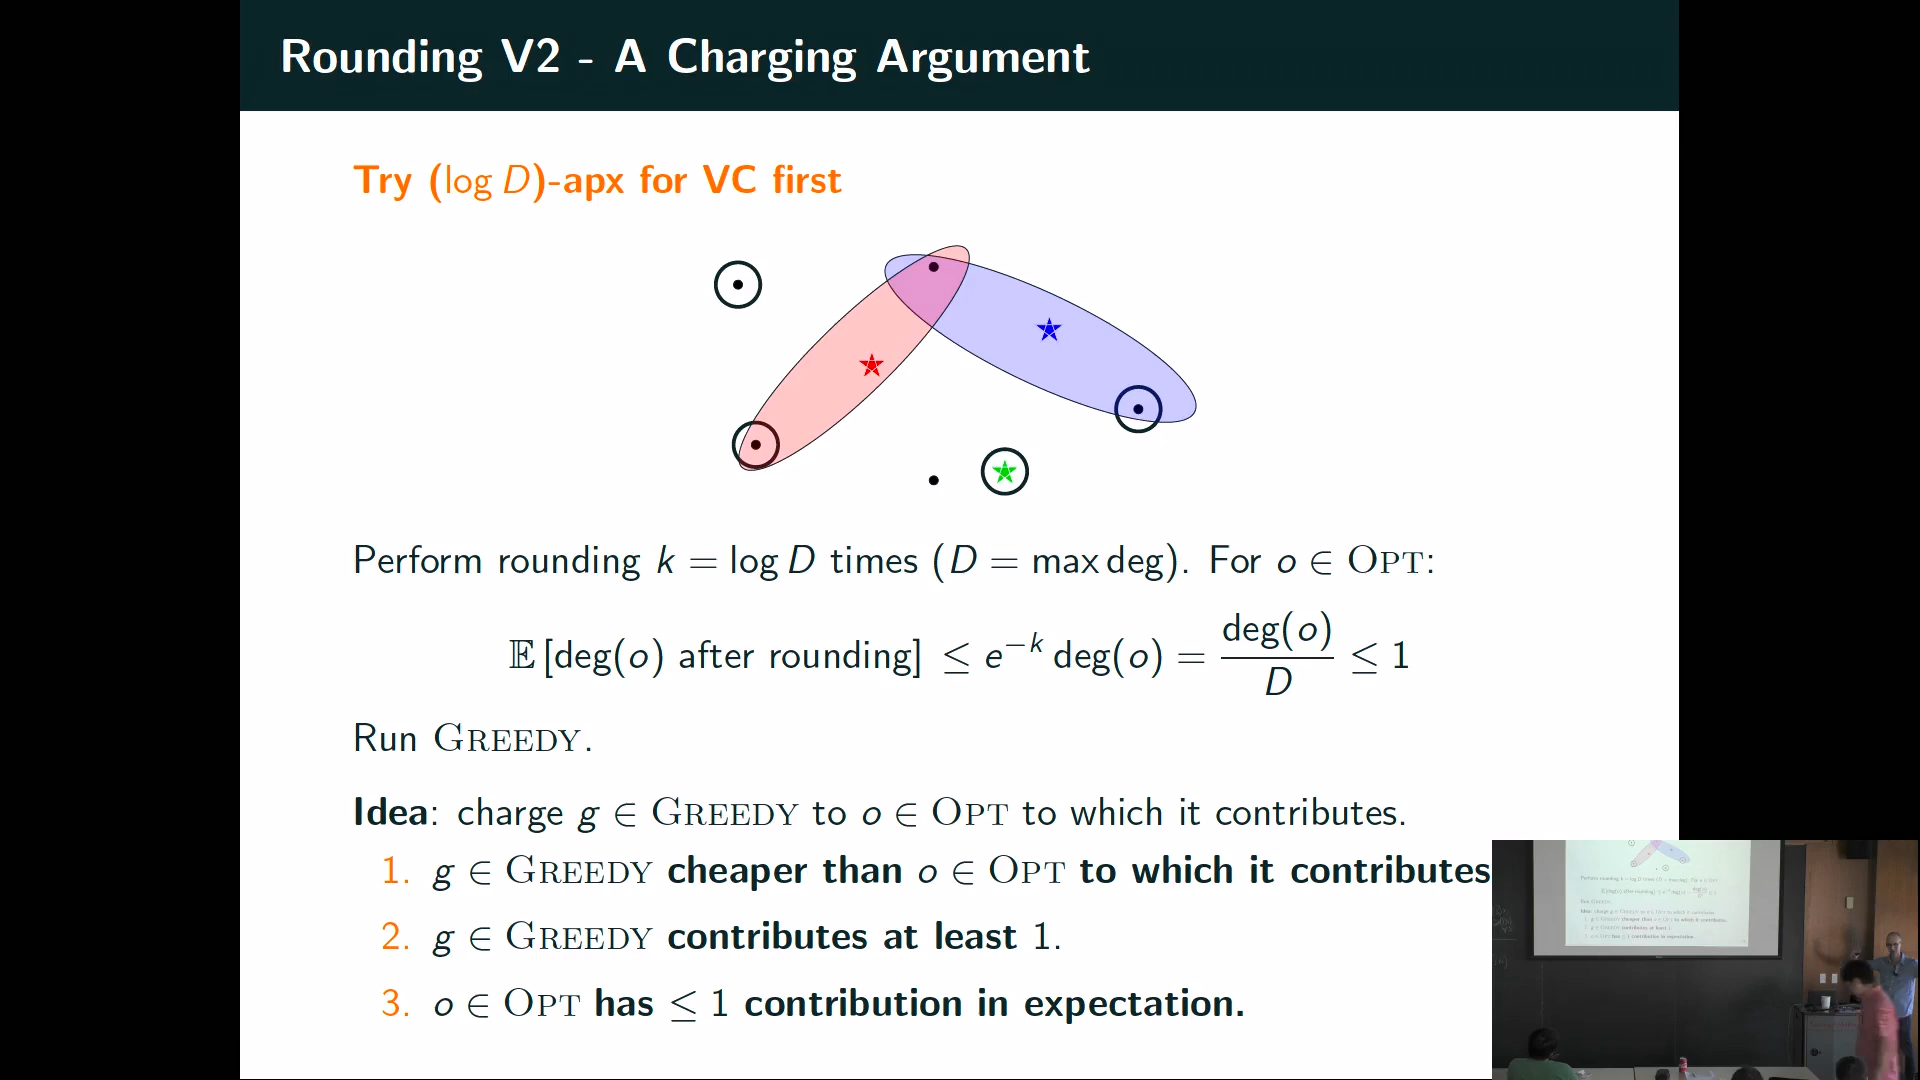 Rounding V2 - A Charging Argument
Try (log D)-apx for VC first
Perform rounding k = log D times (D = max deg). For o ∈ OPT:
𝔼 [deg(o) after rounding] ≤ e^{-k} deg(o) = deg(o)/D ≤ 1
Run GREEDY.
Idea: charge g ∈ GREEDY to o ∈ OPT to which it contributes.
1. g ∈ GREEDY cheaper than o ∈ OPT to which it contributes
2. g ∈ GREEDY contributes at least 1.
3. o ∈ OPT has ≤ 1 contribution in expectation.